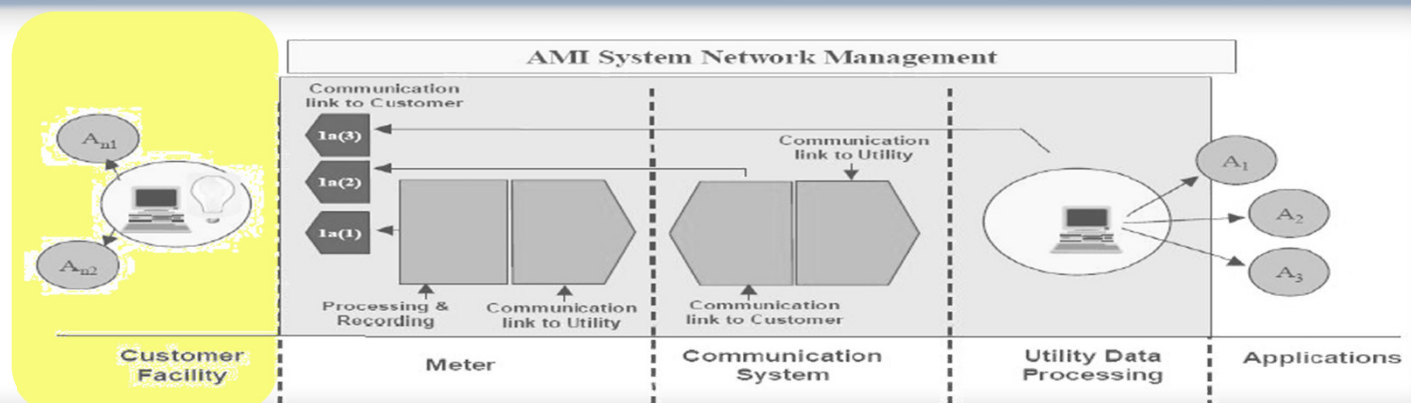 AMI System Network Management
Communication
link to Customer
1a(3)
1a(2)
1a(1)
Communication
link to Utility
A1
A2
A3
An1
An2
Processing &
Recording
Communication
link to Utility
Communication
link to Customer
Customer
Facility
Meter
Communication
System
Utility Data
Processing
Applications